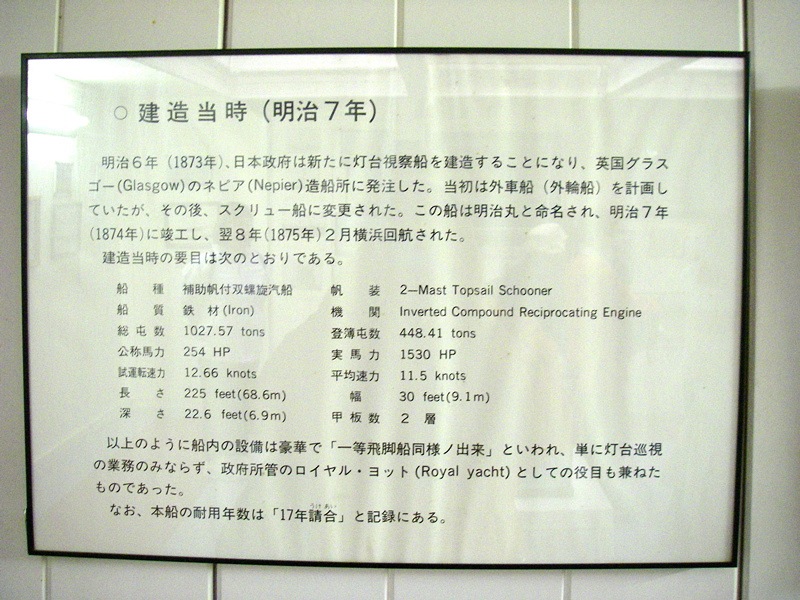 ○ 建造当時（明治7年）
明治6年（1873年）、日本政府は新たに灯台視察船を建造することになり、英国グラス
ゴー(Glasgow)のネピア(Nepier)造船所に発注した。当初は外車船（外輪船）を計画し
ていたが、その後、スクリュー船に変更された。この船は明治丸と命名され、明治7年
(1874年)に竣工し、翌8年(1875年)2月横浜回航された。
建造当時の要目は次のとおりである。
船種 補助帆付双螺旋汽船 帆装 2―Mast Topsail Schooner
船質 鉄材(Iron) 機関 Inverted Compound Reciprocating Engine
総屯数 1027.57 tons 登簿屯数 448.41 tons
公称馬力 254 HP 実馬力 1530 HP
試運転速力 12.66 knots 平均速力 11.5 knots
長さ 225 feet(68.6m) 幅 30 feet(9.1m)
深さ 22.6 feet(6.9m) 甲板数 2 層
以上のように船内の設備は豪華で「一等飛脚船同様ノ出来」といわれ、単に灯台巡視
の業務のみならず、政府所管のロイヤル・ヨット(Royal yacht)としての役目も兼ねた
ものであった。
なお、本船の耐用年数は「17年請合」と記録にある。